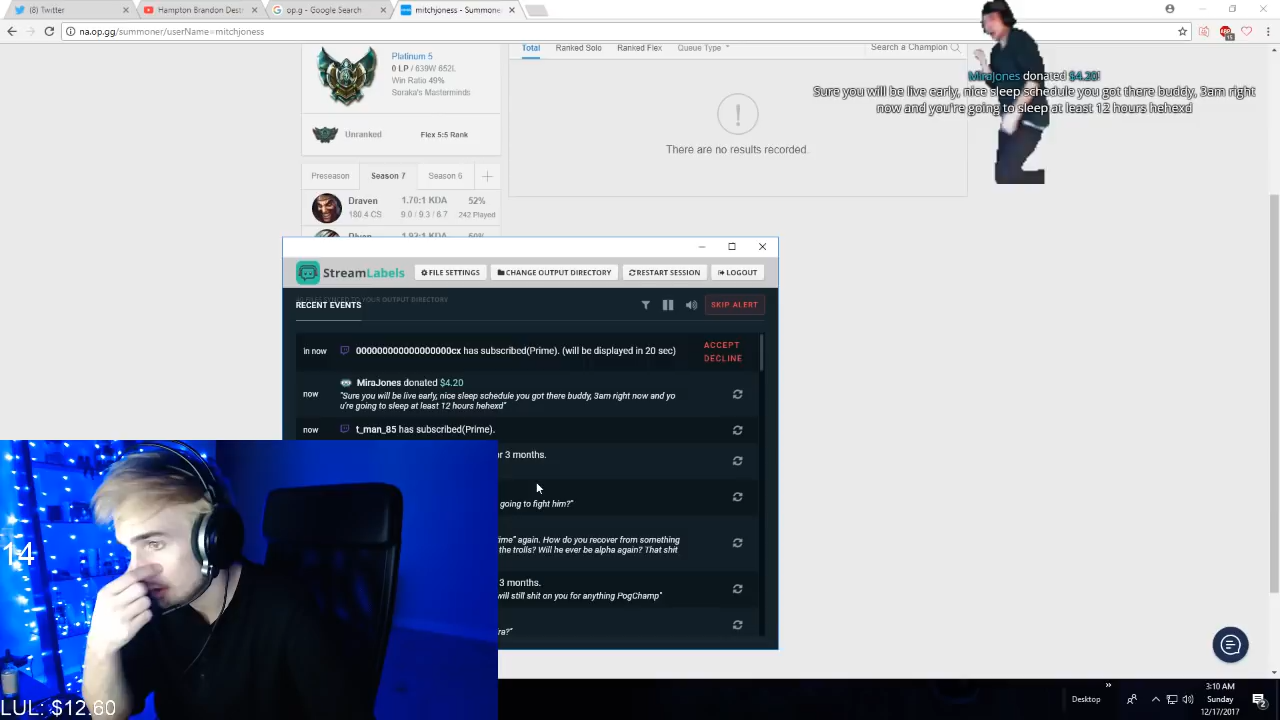 (8) Twitter
Hampton Brandon Dents
op.g - Google Search
mitchjoness - Summone
na.op.gg/summoner/userName=mitchjoness
Platinum 5
0 LP / 639W 652L
Win Ratio 49%
Soraka's Masterminds
Unranked
Flex 5:5 Rank
Preseason Season 7 Season 6
Draven 1.70:1 KDA 52%
180.4 CS 9.0 / 9.3 / 6.7 242 Played
Total Ranked Solo Ranked Flex Queue Type
Search a Champion
There are no results recorded.
MiraJones donated $4.20!
Sure you will be live early, nice sleep schedule you got there buddy, 3am right
now and you're going to sleep at least 12 hours hehexd
StreamLabels
FILE SETTINGS CHANGE OUTPUT DIRECTORY RESTART SESSION LOGOUT
FILES SYNCED TO YOUR OUTPUT DIRECTORY
RECENT EVENTS
SKIP ALERT
in now
000000000000000000cx has subscribed(Prime). (will be displayed in 20 sec)
ACCEPT
DECLINE
now
MiraJones donated $4.20
"Sure you will be live early, nice sleep schedule you got there buddy, 3am right now and yo
u're going to sleep at least 12 hours hehexd"
now
t_man_85 has subscribed(Prime).
or 3 months.
going to fight him?"
again. How do you recover from something
the trolls? Will he ever be alpha again? That shit
3 months.
will still shit on you for anything PogChamp"
14
LUL: $12.60
Desktop
3:10 AM
Sunday
12/17/2017
2